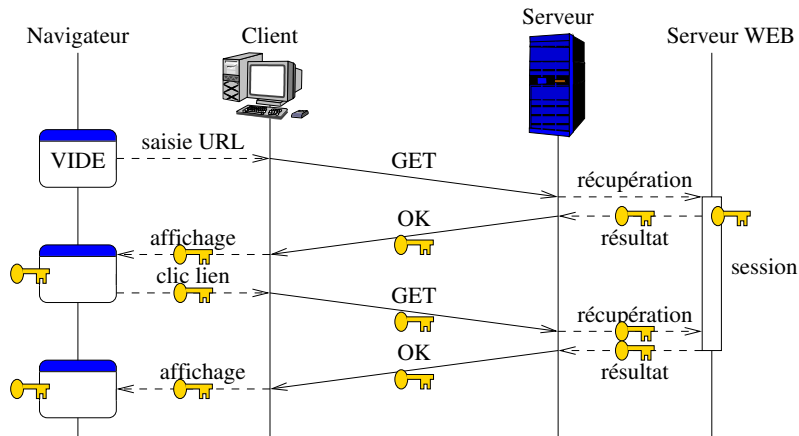 Navigateur
Client
Serveur
Serveur WEB
VIDE
saisie URL
GET
récupération
OK
résultat
affichage
clic lien
session
GET
récupération
OK
résultat
affichage